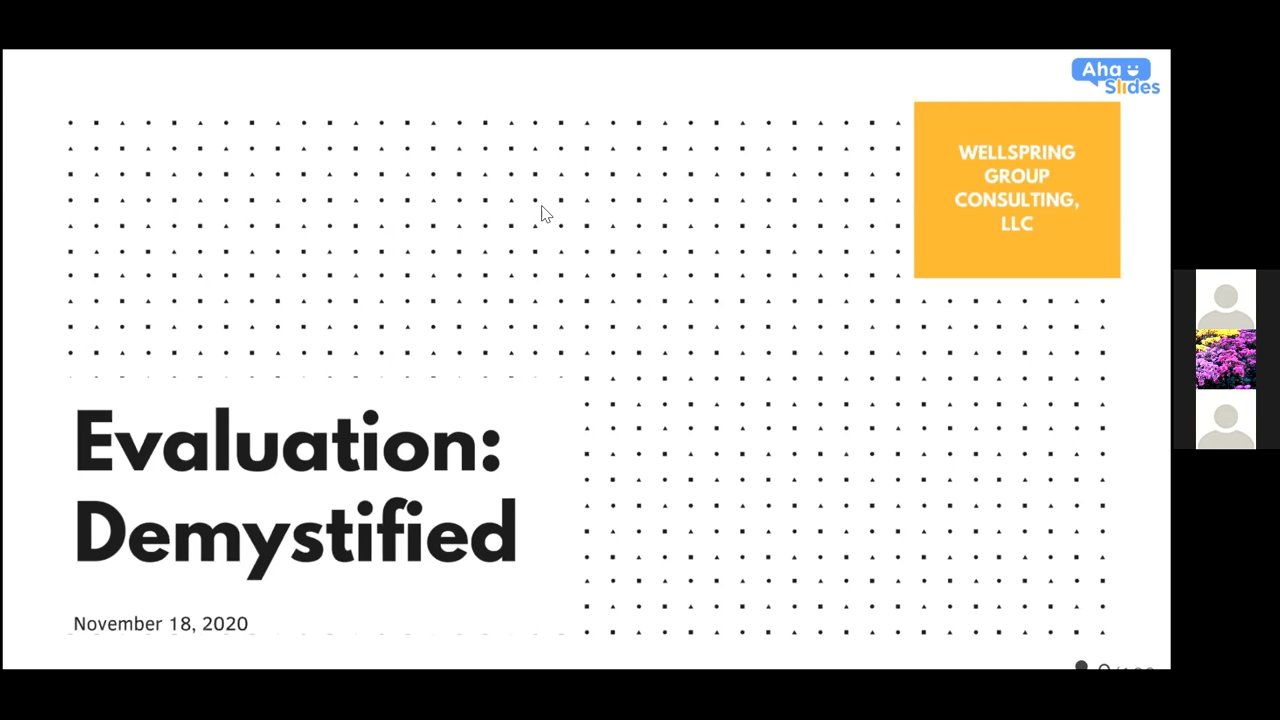 Aha
Slides
WELLSPRING
GROUP
CONSULTING,
LLC
Evaluation:
Demystified
November 18, 2020